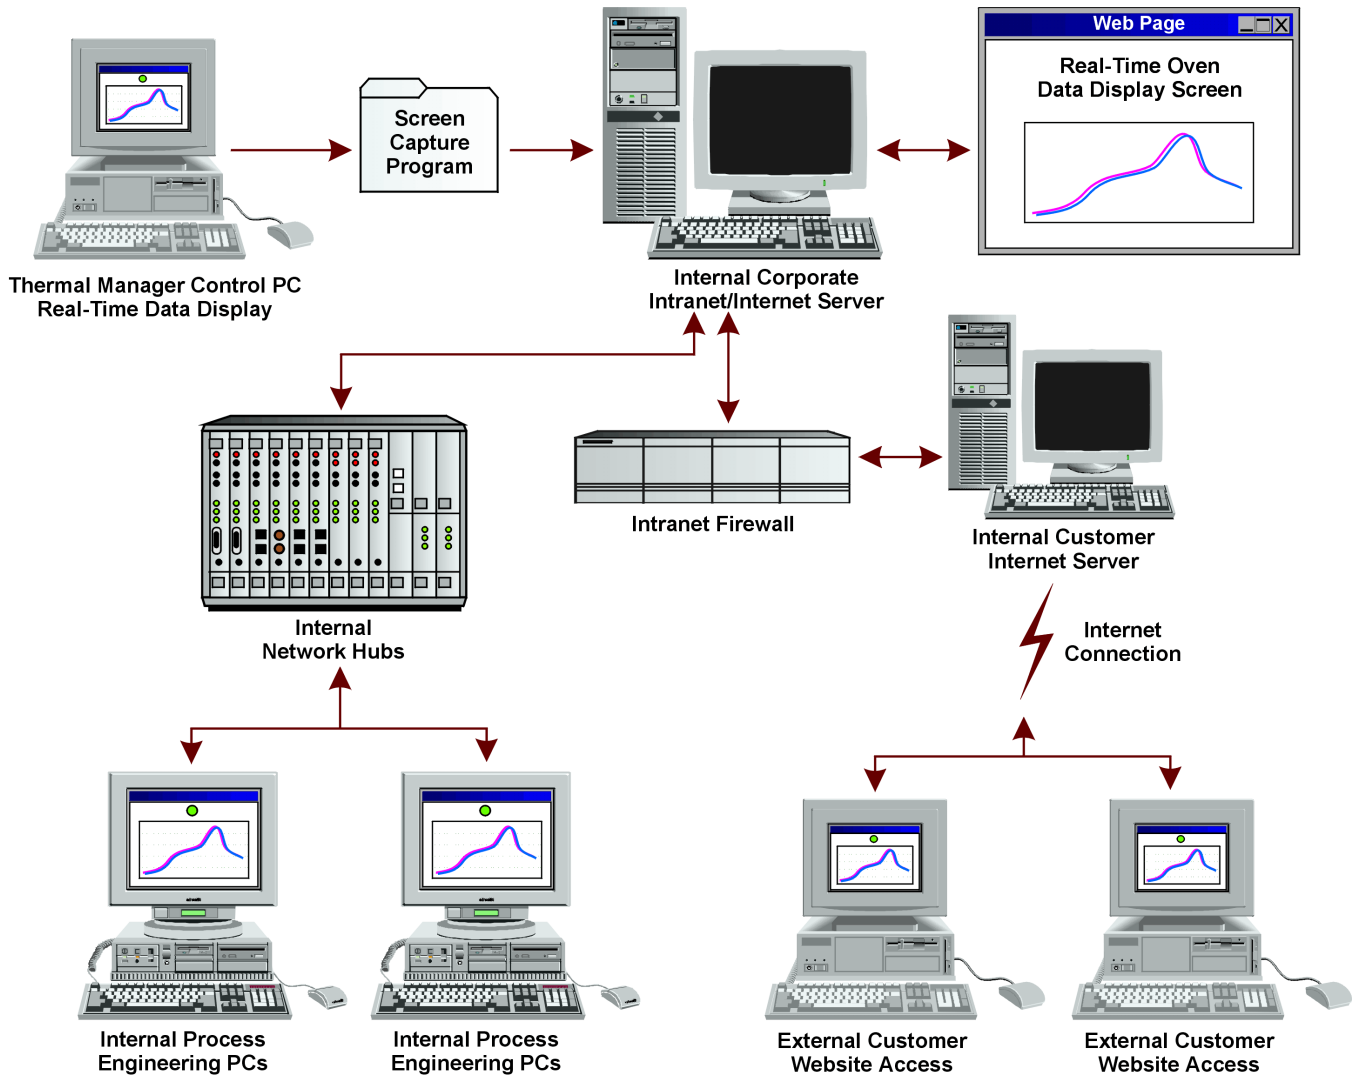 Web Page
Real-Time Oven
Data Display Screen
Screen
Capture
Program
Thermal Manager Control PC
Real-Time Data Display
Internal Corporate
Intranet/Internet Server
Intranet Firewall
Internal Customer
Internet Server
Internal
Network Hubs
Internet
Connection
Internal Process
Engineering PCs
Internal Process
Engineering PCs
External Customer
Website Access
External Customer
Website Access